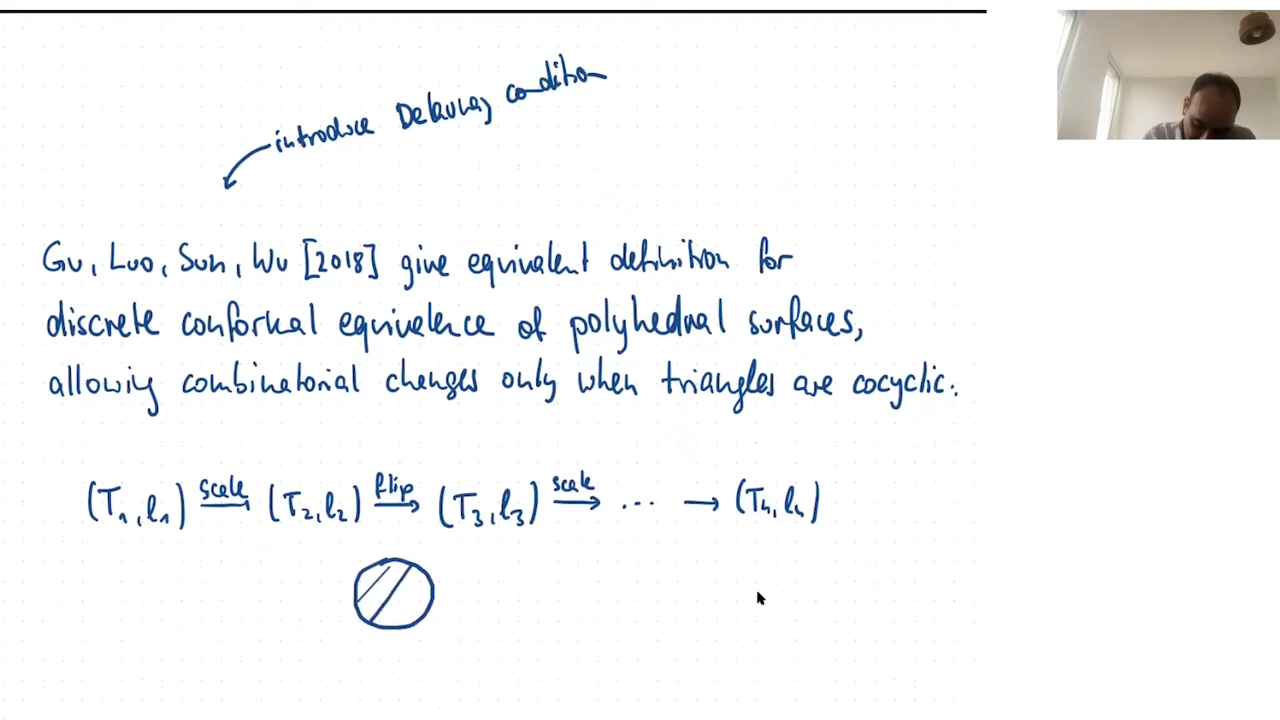 introduce Delaunay condition
Gu, Luo, Sun, Wu [2018] give equivalent definition for
discrete conformal equivalence of polyhedral surfaces,
allowing combinatorial changes only when triangles are cocyclic.
scale flip scale
(T₁, l₁) → (T₂, l₂) → (T₃, l₃) → ... → (Tₙ, lₙ)